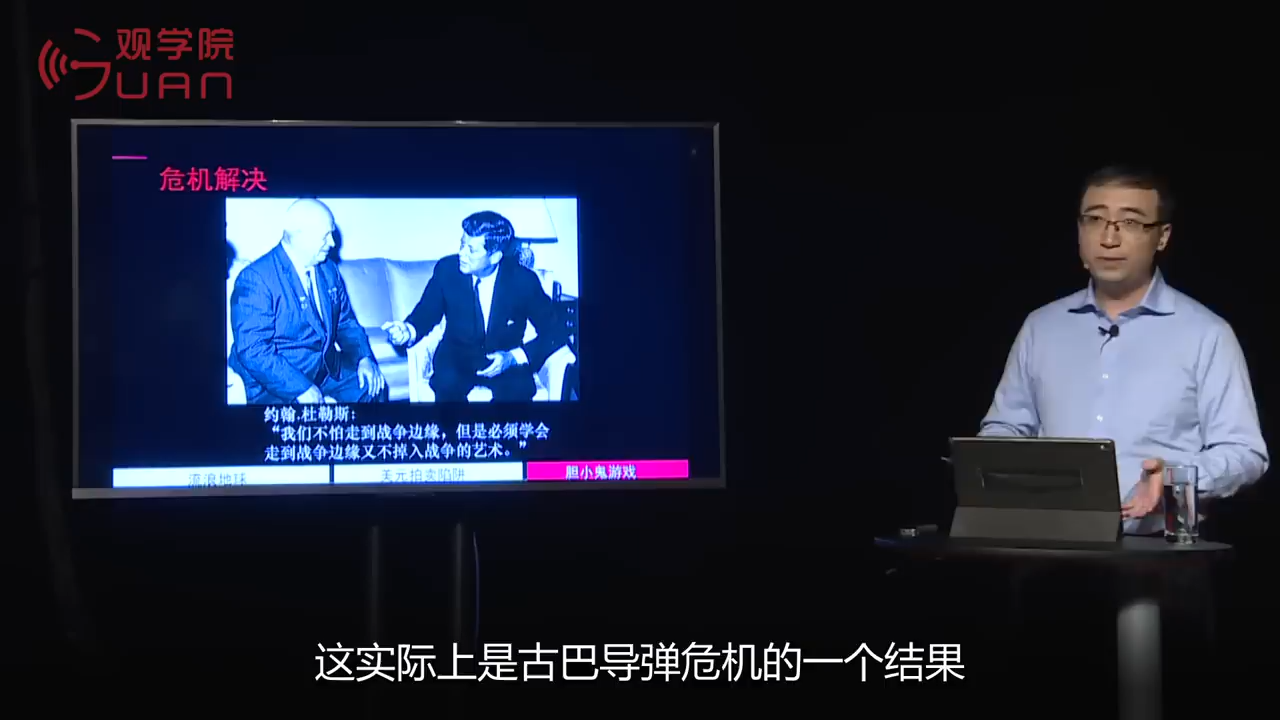 观学院
GUAN
危机解决
约翰.杜勒斯：
“我们不怕走到战争边缘，但是必须学会
走到战争边缘又不掉入战争的艺术。”
流浪地球
美元拍卖陷阱
胆小鬼游戏
这实际上是古巴导弹危机的一个结果